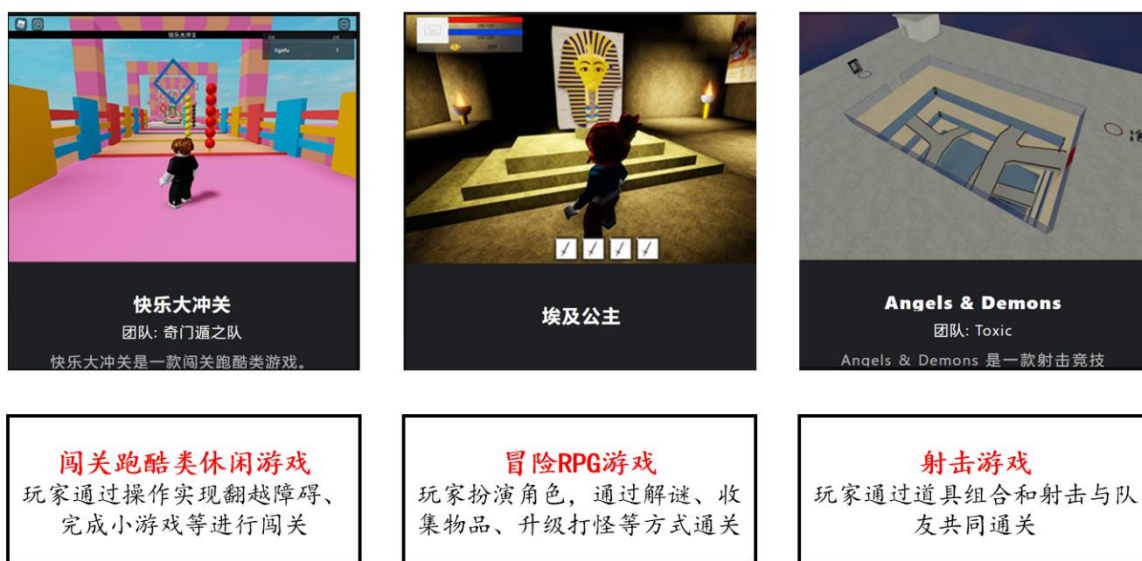 快乐大冲关
快乐大冲关
团队: 奇门遁之队
快乐大冲关是一款闯关跑酷类游戏。
埃及公主
Angels & Demons
团队: Toxic
Angels & Demons 是一款射击竞技
闯关跑酷类休闲游戏
玩家通过操作实现翻越障碍、
完成小游戏等进行闯关
冒险RPG游戏
玩家扮演角色，通过解谜、收
集物品、升级打怪等方式通关
射击游戏
玩家通过道具组合和射击与队
友共同通关